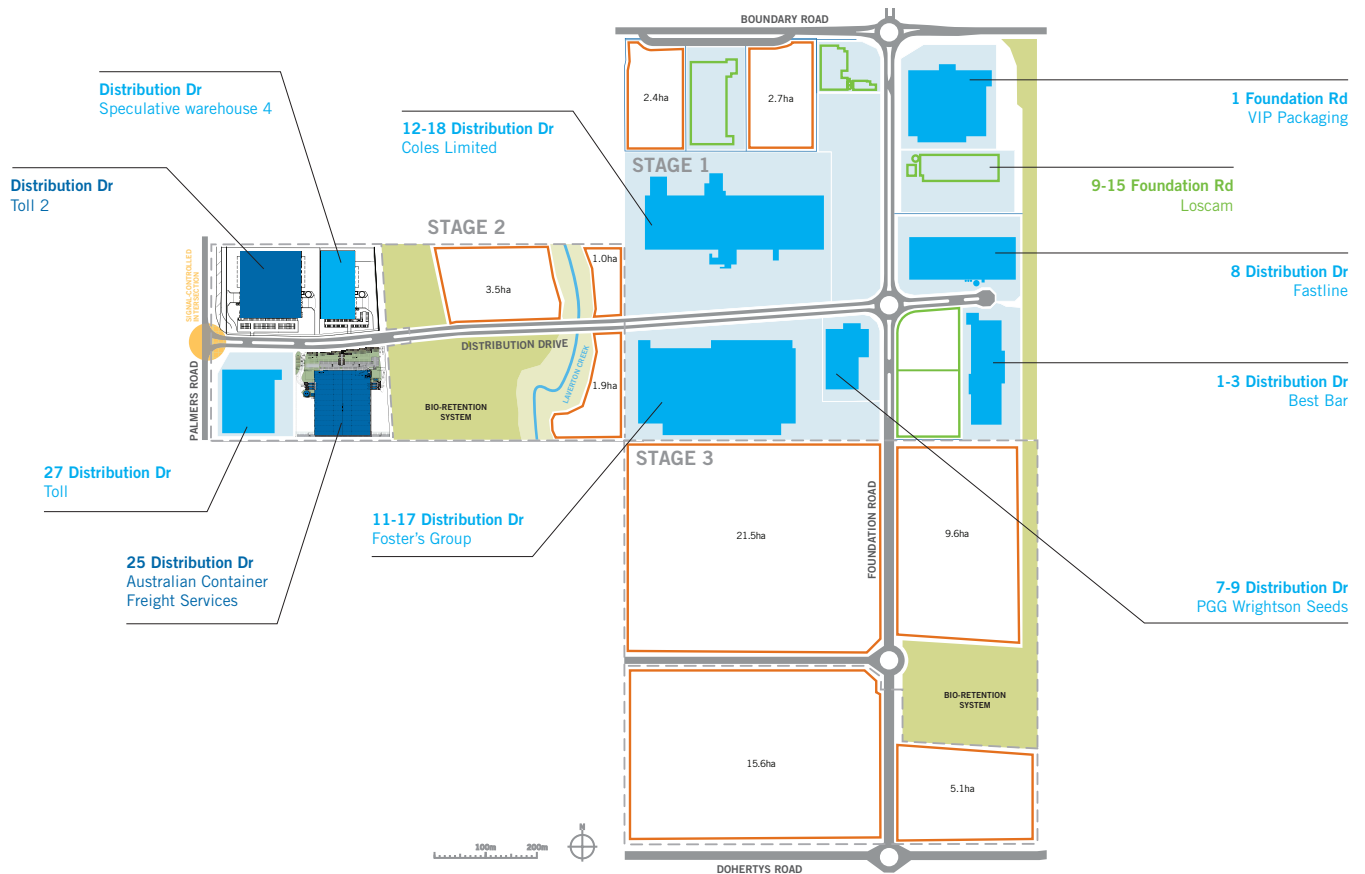 BOUNDARY ROAD
Distribution Dr
Speculative warehouse 4
12-18 Distribution Dr
Coles Limited
2.4ha
2.7ha
1 Foundation Rd
VIP Packaging
STAGE 1
Distribution Dr
Toll 2
9-15 Foundation Rd
Loscam
STAGE 2
SIGNAL CONTROLLED
INTERSECTION
3.5ha
1.0ha
8 Distribution Dr
Fastline
DISTRIBUTION DRIVE
PALMERS ROAD
LAVERTON CREEK
1.9ha
BIO-RETENTION
SYSTEM
1-3 Distribution Dr
Best Bar
STAGE 3
27 Distribution Dr
Toll
11-17 Distribution Dr
Foster's Group
21.5ha
FOUNDATION ROAD
9.6ha
25 Distribution Dr
Australian Container
Freight Services
7-9 Distribution Dr
PGG Wrightson Seeds
BIO-RETENTION
SYSTEM
15.6ha
5.1ha
100m
200m
N
DOHERTYS ROAD